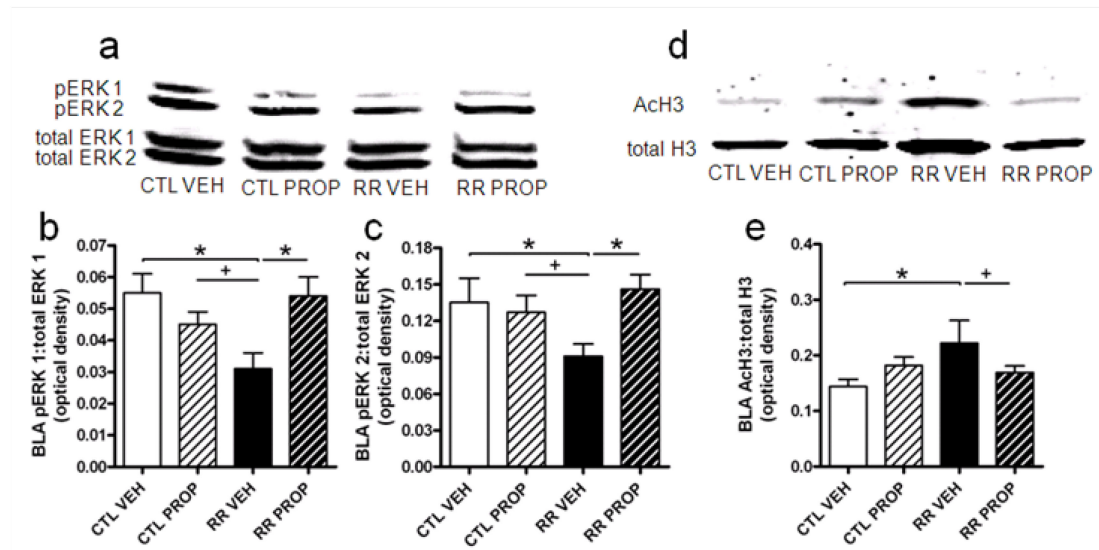 a
pERK 1
pERK 2
total ERK 1
total ERK 2
CTL VEH CTL PROP RR VEH RR PROP
d
AcH3
total H3
CTL VEH CTL PROP RR VEH RR PROP
b
BLA pERK 1:total ERK 1
(optical density)
0.07
0.06
0.05
0.04
0.03
0.02
0.01
0.00
*
*
+
CTL VEH
CTL PROP
RR VEH
RR PROP
c
BLA pERK 2:total ERK 2
(optical density)
0.18
0.15
0.12
0.09
0.06
0.03
0.00
*
*
+
CTL VEH
CTL PROP
RR VEH
RR PROP
e
BLA AcH3:total H3
(optical density)
0.4
0.3
0.2
0.1
0.0
*
+
CTL VEH
CTL PROP
RR VEH
RR PROP